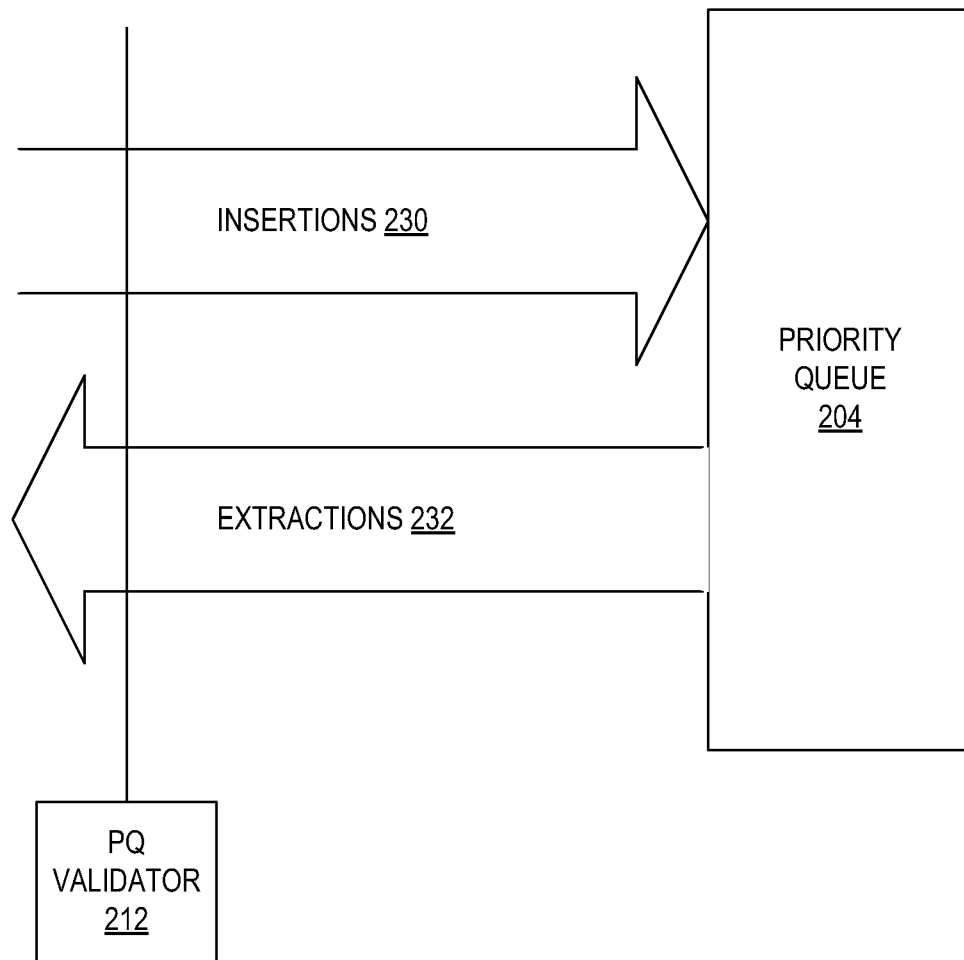 INSERTIONS 230
PRIORITY
QUEUE
204
EXTRACTIONS 232
PQ
VALIDATOR
212